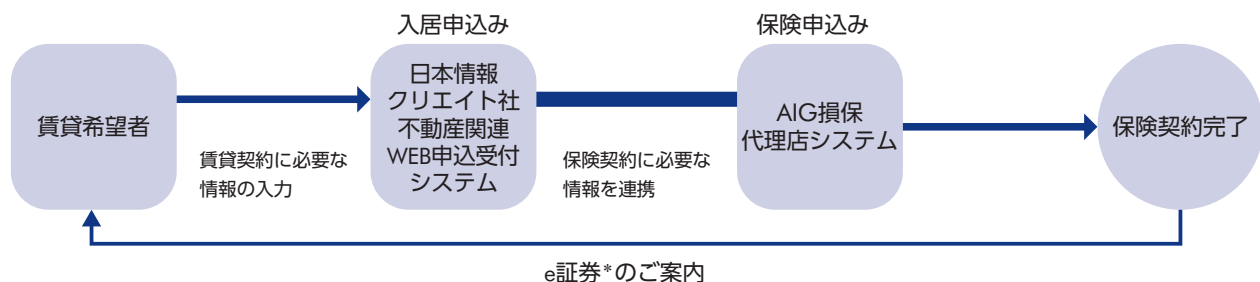 入居申込み
保険申込み
賃貸希望者
賃貸契約に必要な
情報の入力
日本情報
クリエイト社
不動産関連
WEB申込受付
システム
保険契約に必要な
情報を連携
AIG損保
代理店システム
保険契約完了
e証券*のご案内